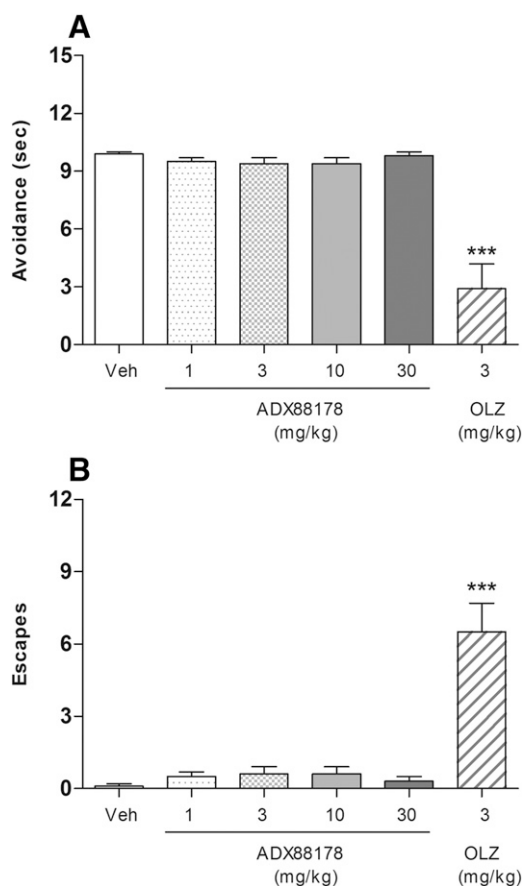 A
15
12
9
6
3
0
Avoidance (sec)
***
Veh 1 3 10 30 3
ADX88178 OLZ
(mg/kg) (mg/kg)
B
12
9
6
3
0
Escapes
***
Veh 1 3 10 30 3
ADX88178 OLZ
(mg/kg) (mg/kg)